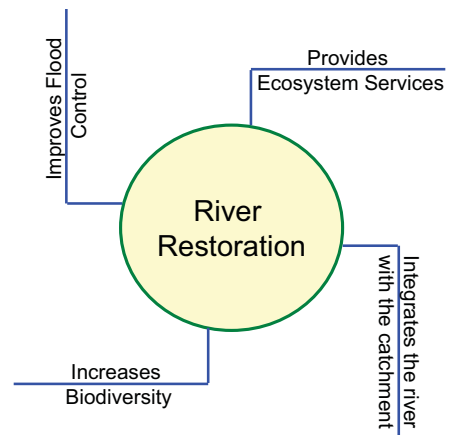 Improves Flood
Control
Provides
Ecosystem Services
River
Restoration
Integrates the river
with the catchment
Increases
Biodiversity